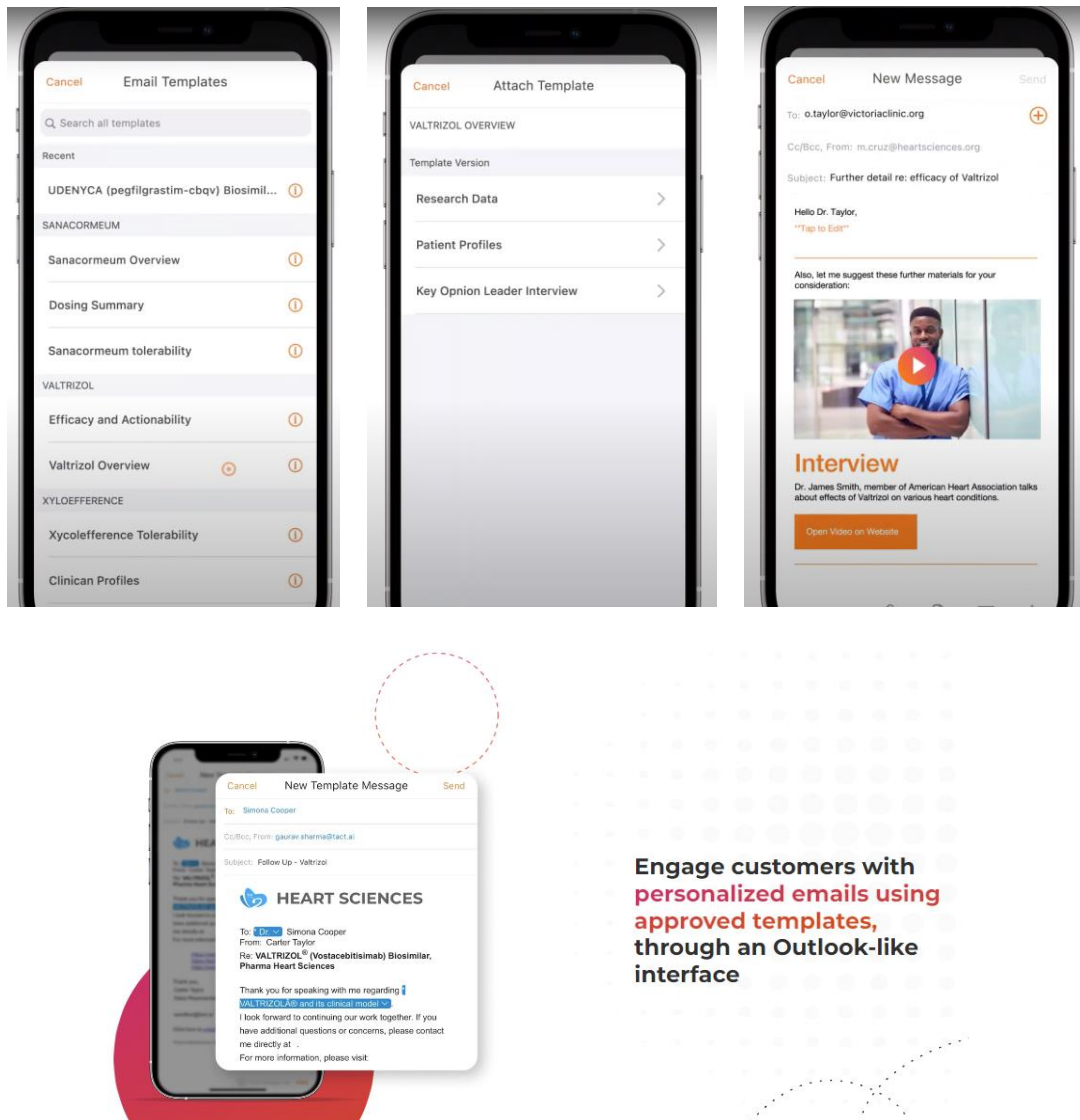 Cancel Email Templates
Search all templates
Recent
UDENYCA (pegfilgrastim-cbqv) Biosimil...
SANACORMEUM
Sanacormeum Overview
Dosing Summary
Sanacormeum tolerability
VALTRIZOL
Efficacy and Actionability
Valtrizol Overview
XYLOEFFERENCE
Xycolefference Tolerability
Clinican Profiles
Cancel Attach Template
VALTRIZOL OVERVIEW
Template Version
Research Data
Patient Profiles
Key Opnion Leader Interview
Cancel New Message Send
To: o.taylor@victoriaclinic.org
Cc/Bcc, From: m.cruz@heartsciences.org
Subject: Further detail re: efficacy of Valtrizol
Hello Dr. Taylor,
**Tap to Edit**
Also, let me suggest these further materials for your
consideration:
Interview
Dr. James Smith, member of American Heart Association talks
about effects of Valtrizol on various heart conditions.
Open Video on Website
Cancel New Template Message Send
To: Simona Cooper
Cc/Bcc, From: gaurav.sharma@tact.ai
Subject: Follow Up - Valtrizol
HEART SCIENCES
To: Dr. Simona Cooper
From: Carter Taylor
Re: VALTRIZOL® (Vostacebitisimab) Biosimilar,
Pharma Heart Sciences
Thank you for speaking with me regarding
VALTRIZOLÂ® and its clinical model .
I look forward to continuing our work together. If you
have additional questions or concerns, please contact
me directly at .
For more information, please visit:
Engage customers with
personalized emails using
approved templates,
through an Outlook-like
interface